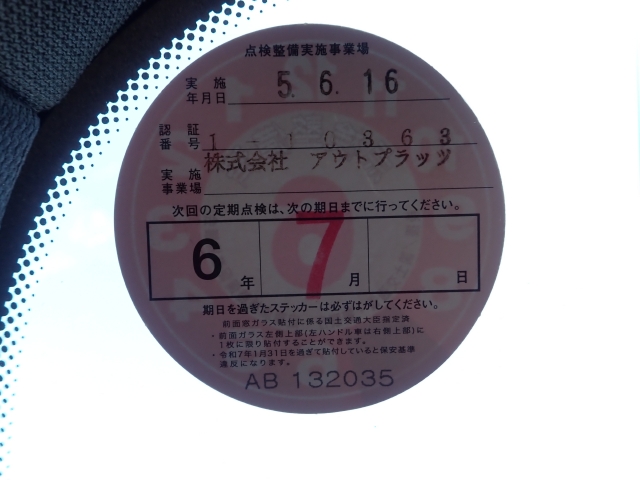 点検整備実施事業場
実施年月日 5. 6. 16
認証番号 1-10363
株式会社 アウトプラッツ
実施事業場
次回の定期点検は、次の期日までに行ってください。
6年 7月 日
期日を過ぎたステッカーは必ずはがしてください。
前面窓ガラス貼付に係る国土交通大臣指定済
・前面ガラス左側上部(左ハンドル車は右側上部)に
1枚に限り貼付することができます。
・令和7年1月31日を過ぎて貼付していると保安基準
違反になります。
AB 132035